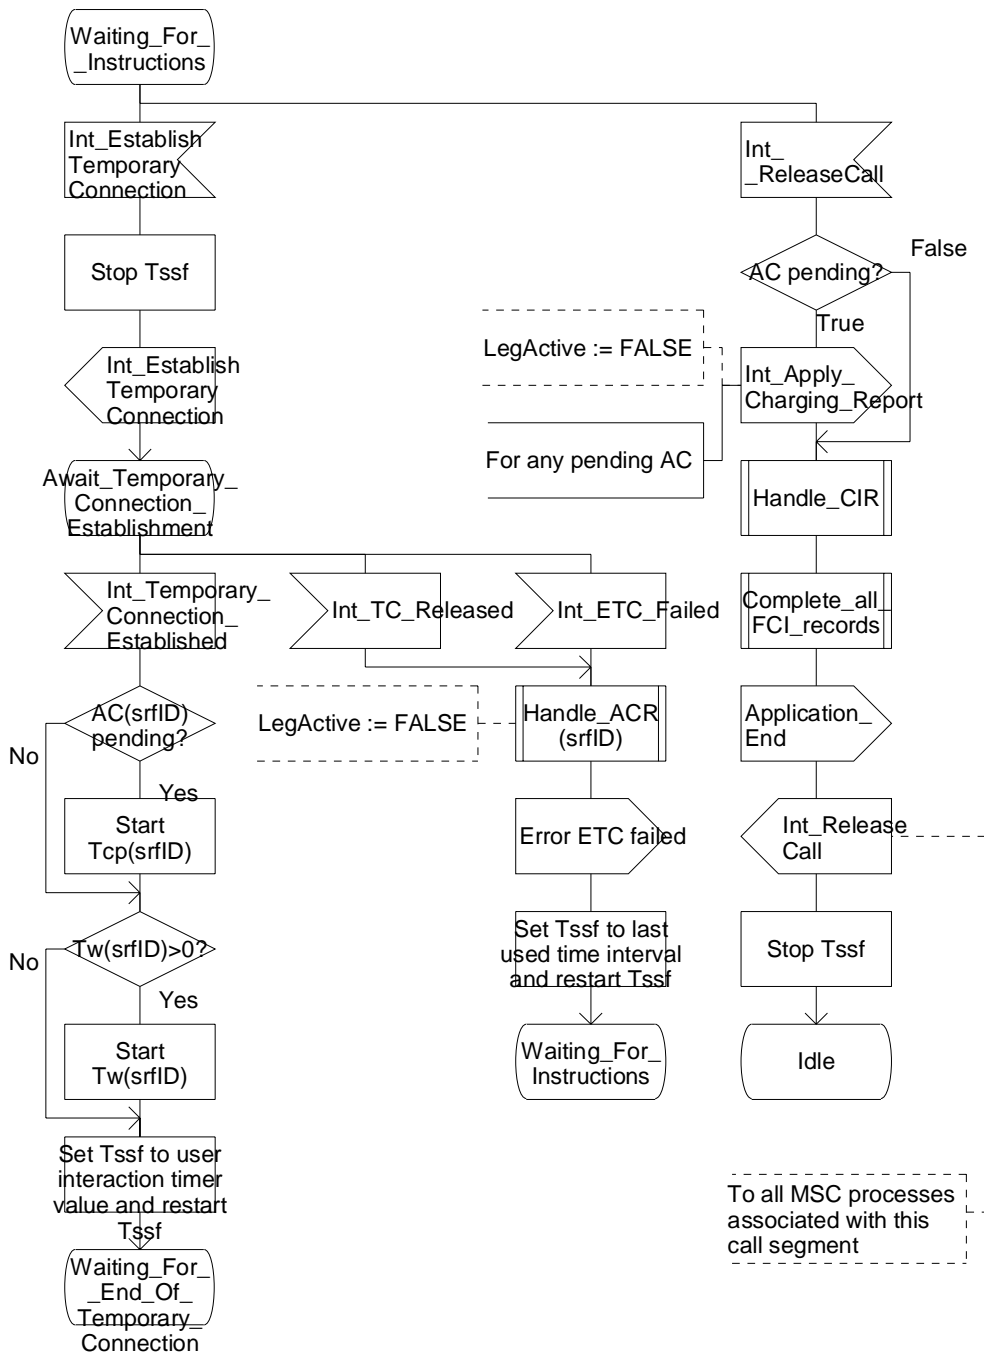 Waiting_For_
_Instructions
Int_Establish
Temporary
Connection
Stop Tssf
Int_Establish
Temporary
Connection
Await_Temporary_
Connection_
Establishment
Int_Temporary_
Connection_
Established
Int_TC_Released
Int_ETC_Failed
AC(srfID)
pending?
No
Yes
Start
Tcp(srfID)
Tw(srfID)>0?
No
Yes
Start
Tw(srfID)
Set Tssf to user
interaction timer
value and restart
Tssf
Waiting_For_
_End_Of_
Temporary_
Connection
LegActive := FALSE
Handle_ACR
(srfID)
Error ETC failed
Set Tssf to last
used time interval
and restart Tssf
Waiting_For_
Instructions
Int_
_ReleaseCall
AC pending?
False
True
LegActive := FALSE
Int_Apply_
Charging_Report
For any pending AC
Handle_CIR
Complete_all_
FCI_records
Application_
End
Int_Release
Call
Stop Tssf
Idle
To all MSC processes
associated with this
call segment